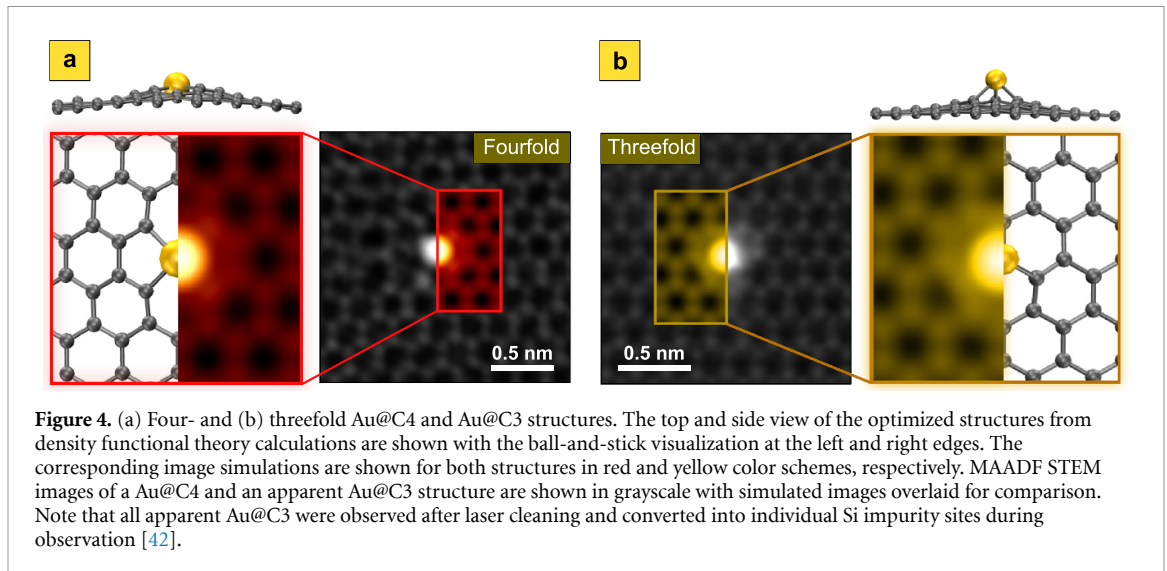 a
b
Fourfold
Threefold
0.5 nm
0.5 nm
Figure 4. (a) Four- and (b) threefold Au@C4 and Au@C3 structures. The top and side view of the optimized structures from
density functional theory calculations are shown with the ball-and-stick visualization at the left and right edges. The
corresponding image simulations are shown for both structures in red and yellow color schemes, respectively. MAADF STEM
images of a Au@C4 and an apparent Au@C3 structure are shown in grayscale with simulated images overlaid for comparison.
Note that all apparent Au@C3 were observed after laser cleaning and converted into individual Si impurity sites during
observation [42].